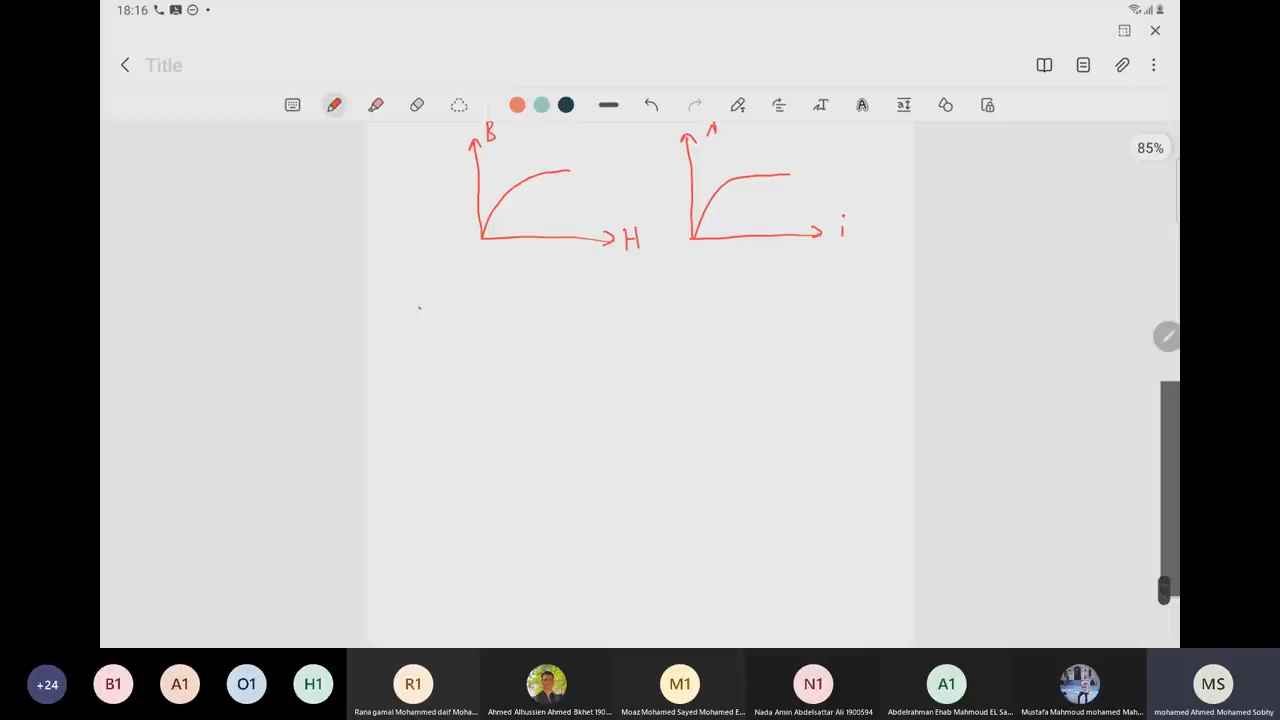 18:16
Title
85%
B
H
i
+24 B1 A1 O1 H1 R1 M1 N1 A1 MS
Rana gamal Mohammed daif Moha... Ahmed Alhussien Ahmed Bkhet 190... Moaz Mohamed Sayed Mohamed E... Nada Amin Abdelsattar Ali 1900594 Abdelrahman Ehab Mahmoud EL Sa... Mustafa Mahmoud mohamed Mah... mohamed Ahmed Mohamed Sobhy